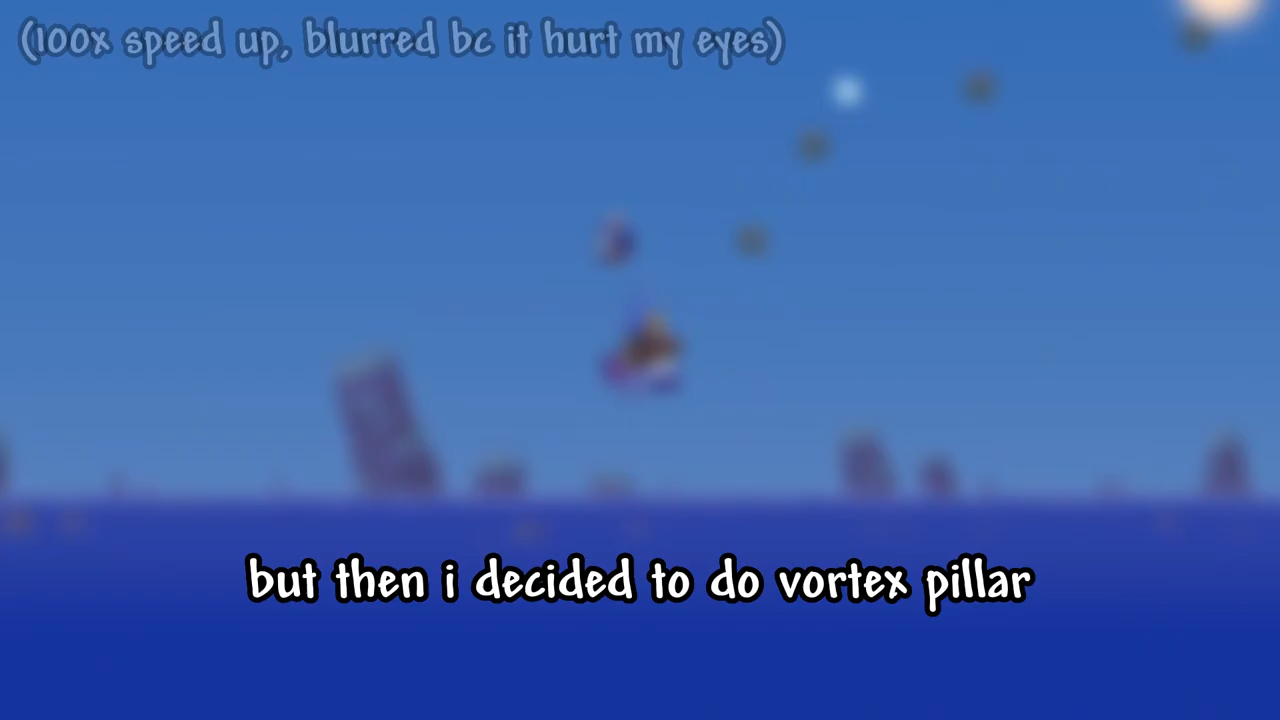 (100x speed up, blurred bc it hurt my eyes)
but then i decided to do vortex pillar